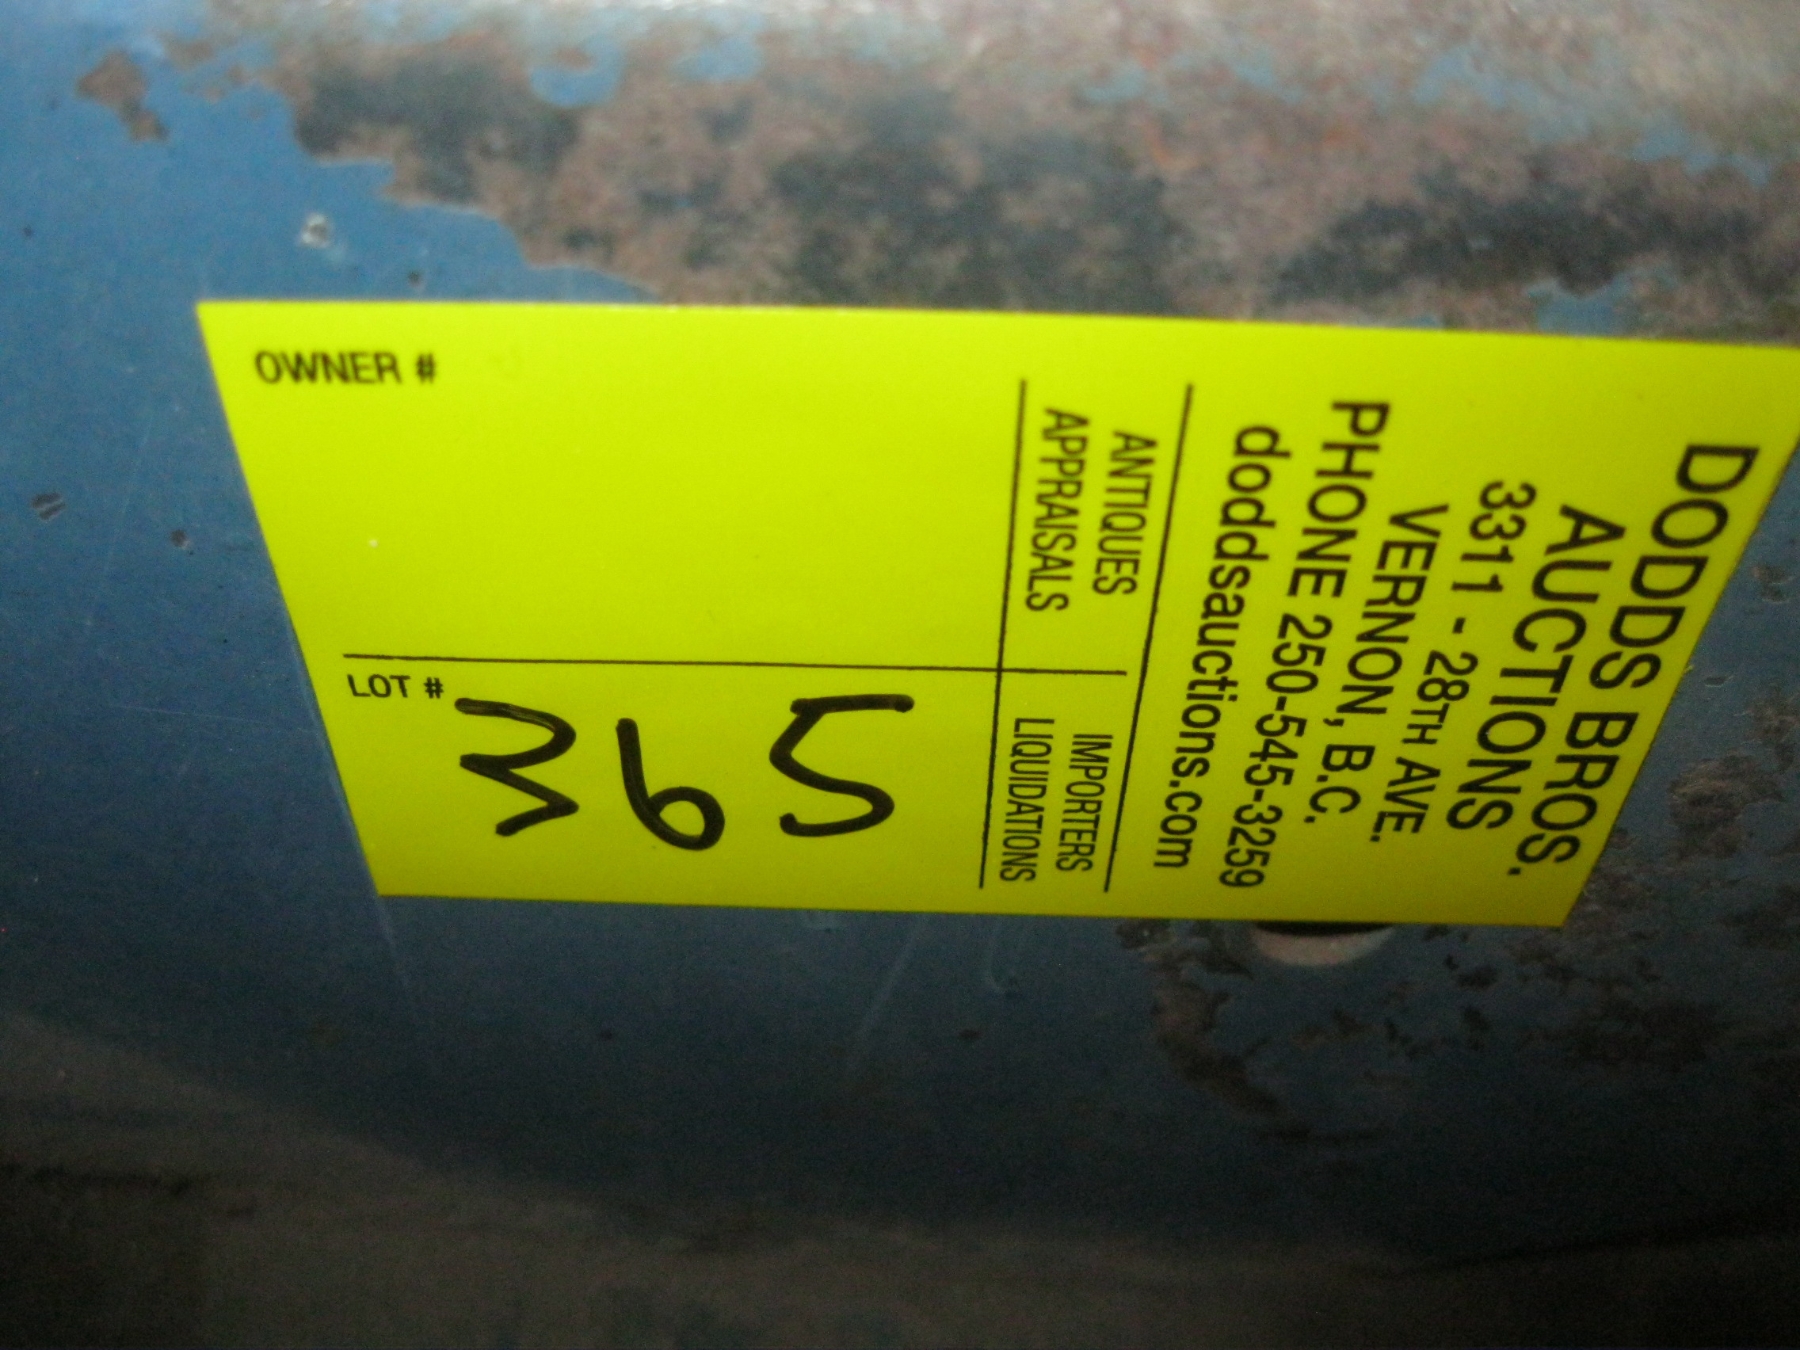 DODDS BROS.
AUCTIONS
3311 - 28TH AVE.
VERNON, B.C.
PHONE 250-545-3259
doddsauctions.com
ANTIQUES IMPORTERS
APPRAISALS LIQUIDATIONS
OWNER #
LOT # 365